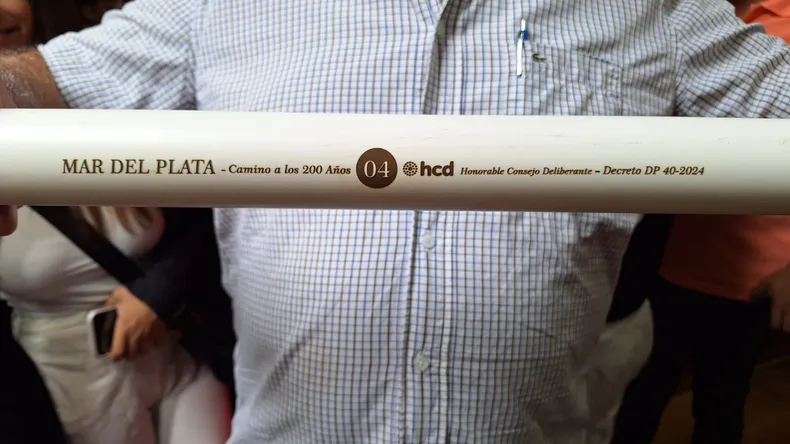 MAR DEL PLATA - Camino a los 200 Años 04 hcd Honorable Consejo Deliberante - Decreto DP 40-2024